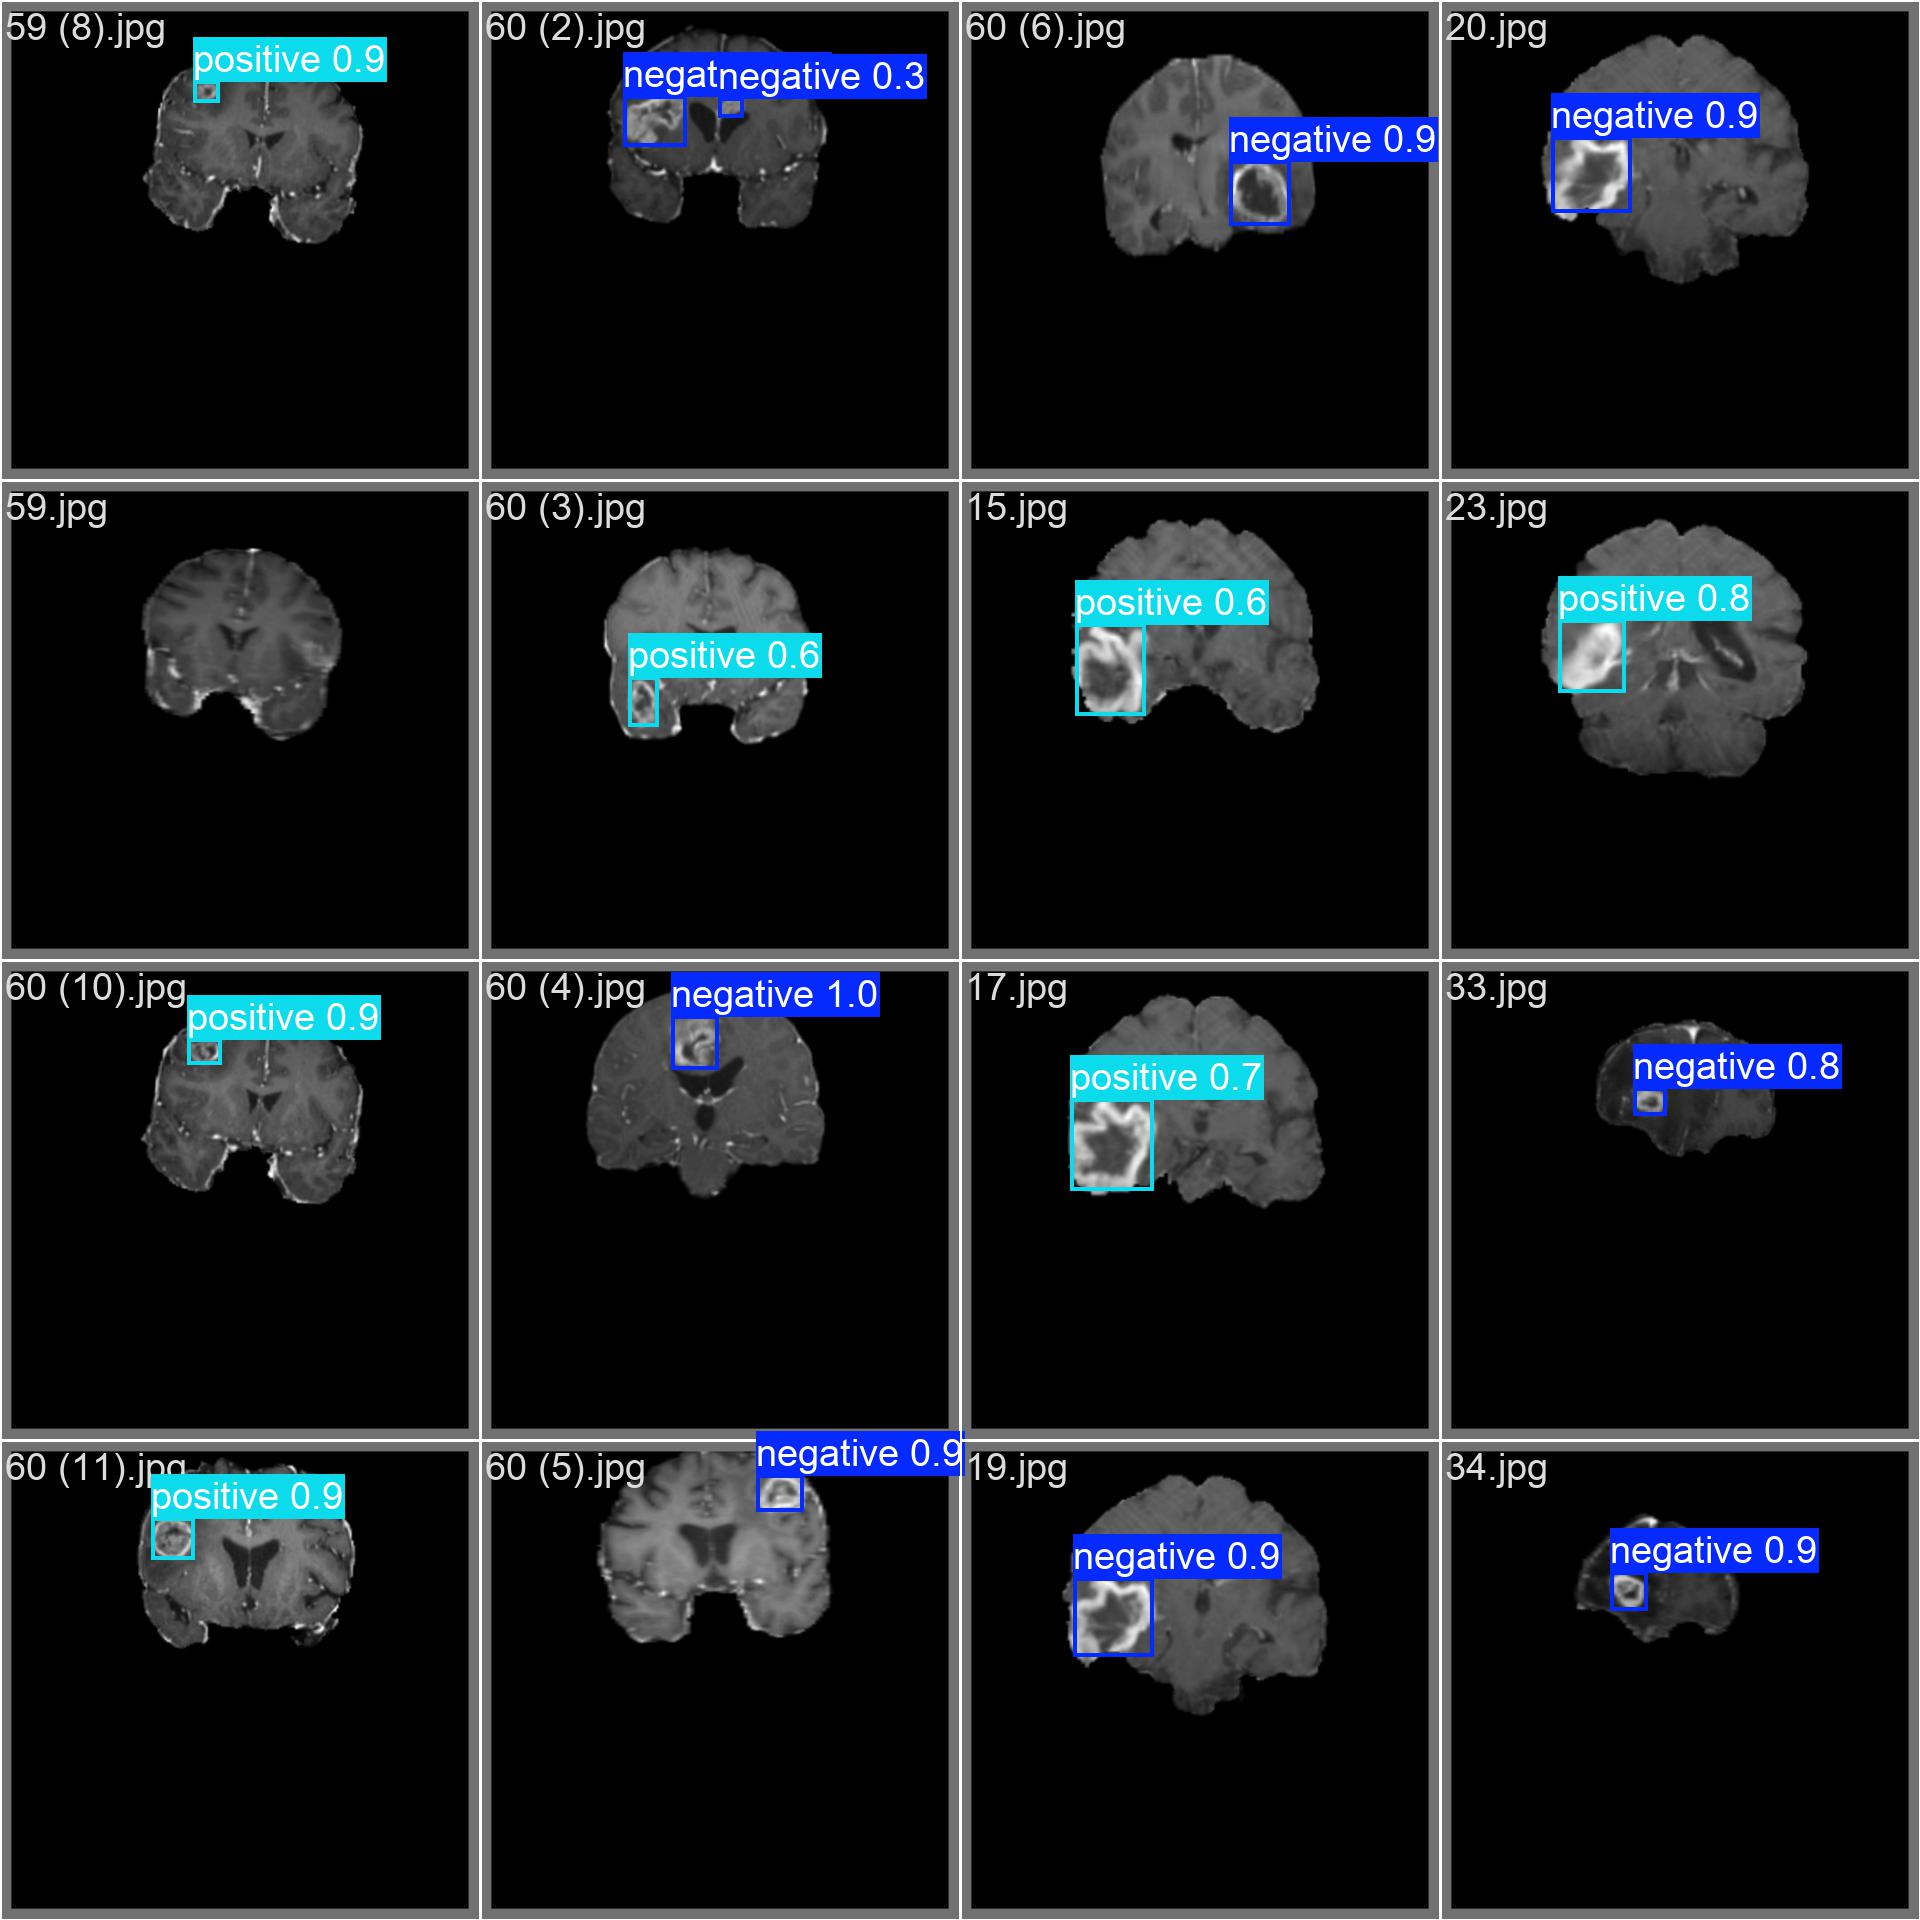 59 (8).jpg
positive 0.9
60 (2).jpg
negat
negative 0.3
60 (6).jpg
negative 0.9
20.jpg
negative 0.9
59.jpg
60 (3).jpg
positive 0.6
15.jpg
positive 0.6
23.jpg
positive 0.8
60 (10).jpg
positive 0.9
60 (4).jpg
negative 1.0
17.jpg
positive 0.7
33.jpg
negative 0.8
60 (11).jpg
positive 0.9
60 (5).jpg
negative 0.9
19.jpg
negative 0.9
34.jpg
negative 0.9